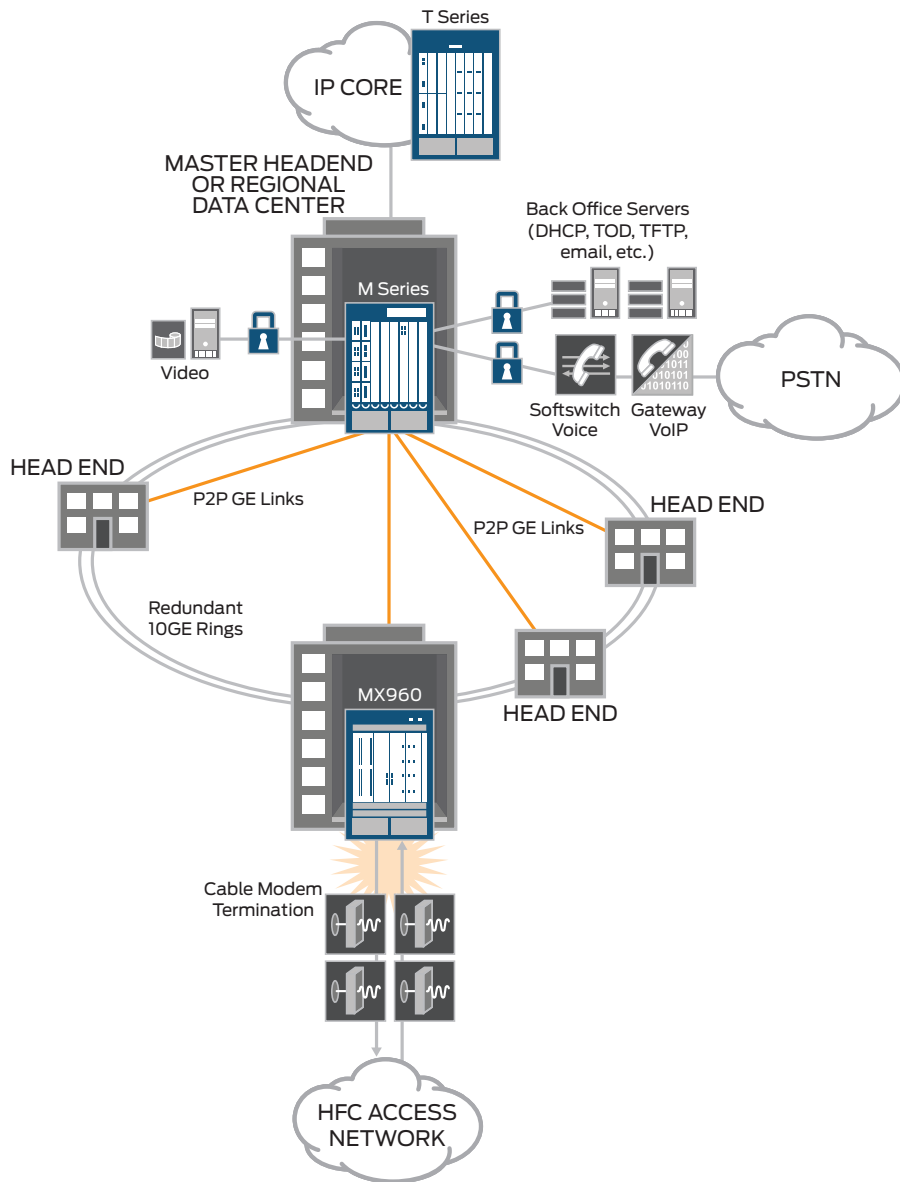 T Series
IP CORE
MASTER HEADEND
OR REGIONAL
DATA CENTER
Back Office Servers
(DHCP, TOD, TFTP,
email, etc.)
M Series
Video
Softswitch
Voice
Gateway
VoIP
PSTN
HEAD END
P2P GE Links
HEAD END
P2P GE Links
Redundant
10GE Rings
MX960
HEAD END
Cable Modem
Termination
HFC ACCESS
NETWORK